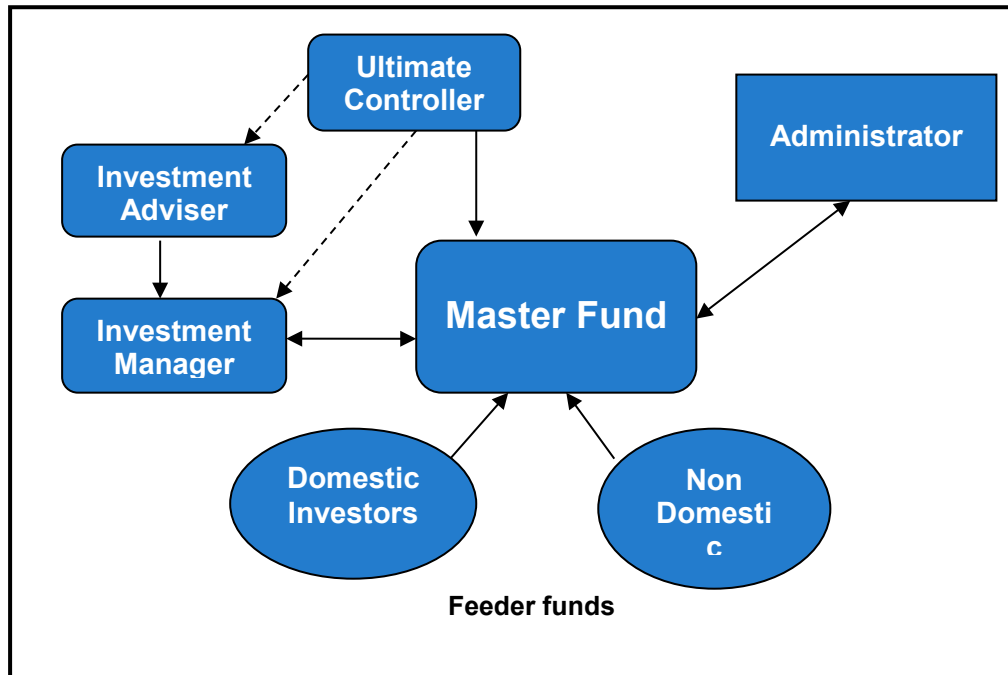 Ultimate
Controller
Administrator
Investment
Adviser
Master Fund
Investment
Manager
Domestic
Investors
Non
Domesti
c
Feeder funds